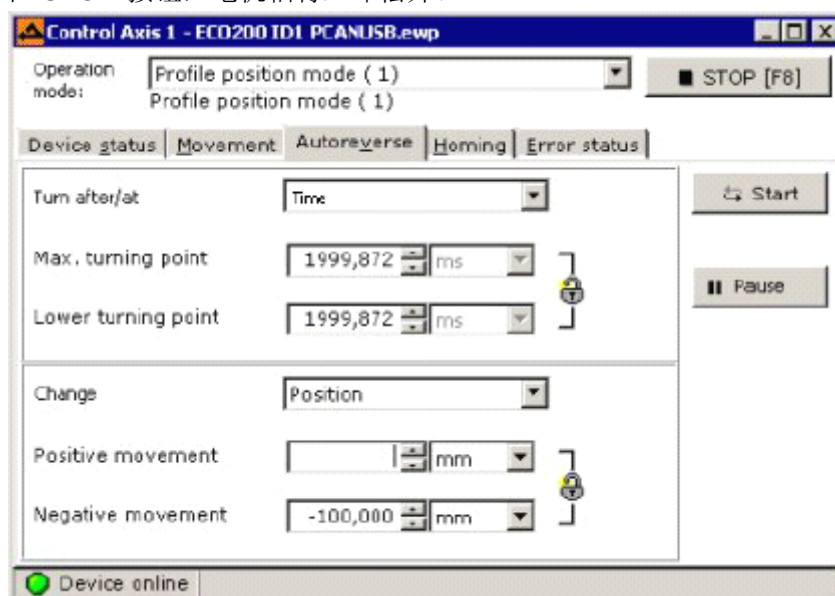 Control Axis 1 - ECO200 ID1 PCANUSB.ewp
Operation mode:
Profile position mode ( 1)
STOP [F8]
Profile position mode ( 1)
Device status
Movement
Autoreverse
Homing
Error status
Turn after/at
Time
Start
Max. turning point
1999,872
ms
Pause
Lower turning point
1999,872
ms
Change
Position
Positive movement
mm
Negative movement
-100,000
mm
Device online